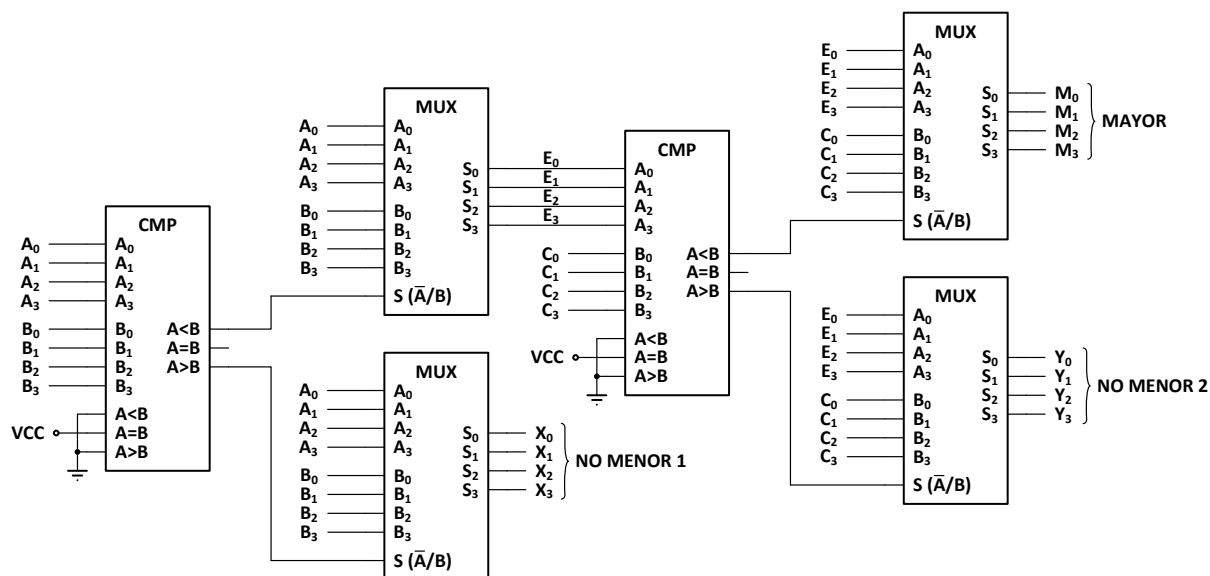 CMP
A₀
A₁
A₂
A₃
B₀
B₁
B₂
B₃
A₀
A₁
A₂
A₃
B₀
B₁
B₂
B₃
A<B
A=B
A>B
A<B
A=B
A>B
VCC
MUX
A₀
A₁
A₂
A₃
B₀
B₁
B₂
B₃
A₀
A₁
A₂
A₃
B₀
B₁
B₂
B₃
S (A̅/B)
S₀
S₁
S₂
S₃
E₀
E₁
E₂
E₃
MUX
A₀
A₁
A₂
A₃
B₀
B₁
B₂
B₃
A₀
A₁
A₂
A₃
B₀
B₁
B₂
B₃
S (A̅/B)
S₀
S₁
S₂
S₃
X₀
X₁
X₂
X₃
NO MENOR 1
CMP
A₀
A₁
A₂
A₃
C₀
C₁
C₂
C₃
B₀
B₁
B₂
B₃
A<B
A=B
A>B
A<B
A=B
A>B
VCC
MUX
E₀
E₁
E₂
E₃
C₀
C₁
C₂
C₃
A₀
A₁
A₂
A₃
B₀
B₁
B₂
B₃
S (A̅/B)
S₀
S₁
S₂
S₃
M₀
M₁
M₂
M₃
MAYOR
MUX
E₀
E₁
E₂
E₃
C₀
C₁
C₂
C₃
A₀
A₁
A₂
A₃
B₀
B₁
B₂
B₃
S (A̅/B)
S₀
S₁
S₂
S₃
Y₀
Y₁
Y₂
Y₃
NO MENOR 2